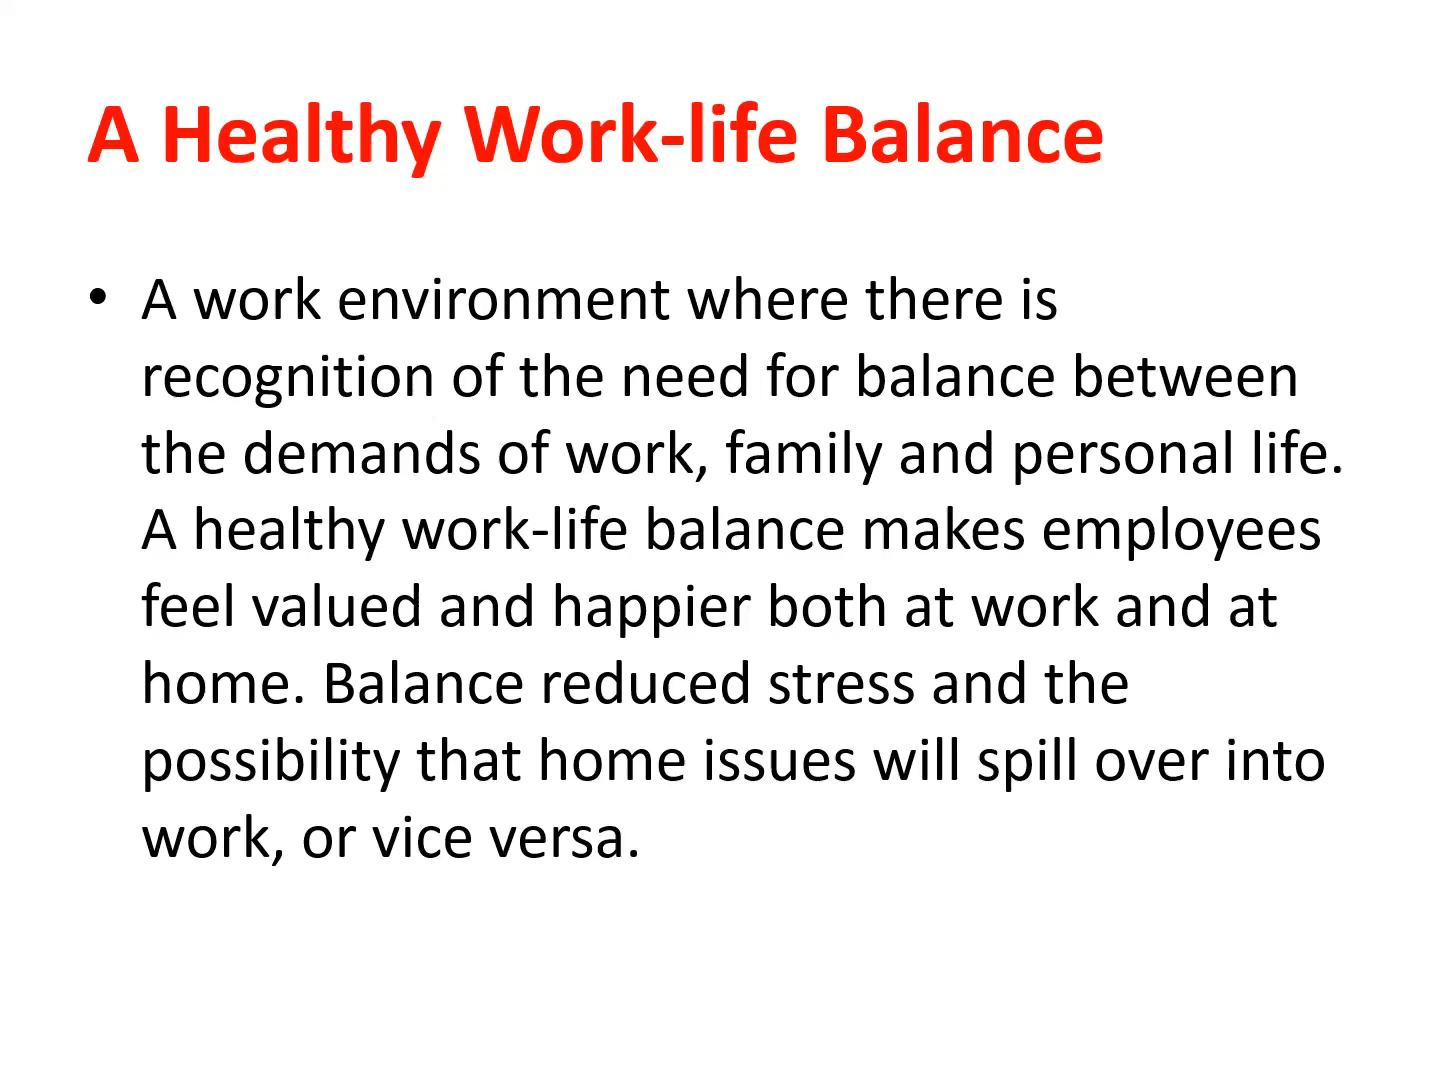 A Healthy Work-life Balance
• A work environment where there is
recognition of the need for balance between
the demands of work, family and personal life.
A healthy work-life balance makes employees
feel valued and happier both at work and at
home. Balance reduced stress and the
possibility that home issues will spill over into
work, or vice versa.